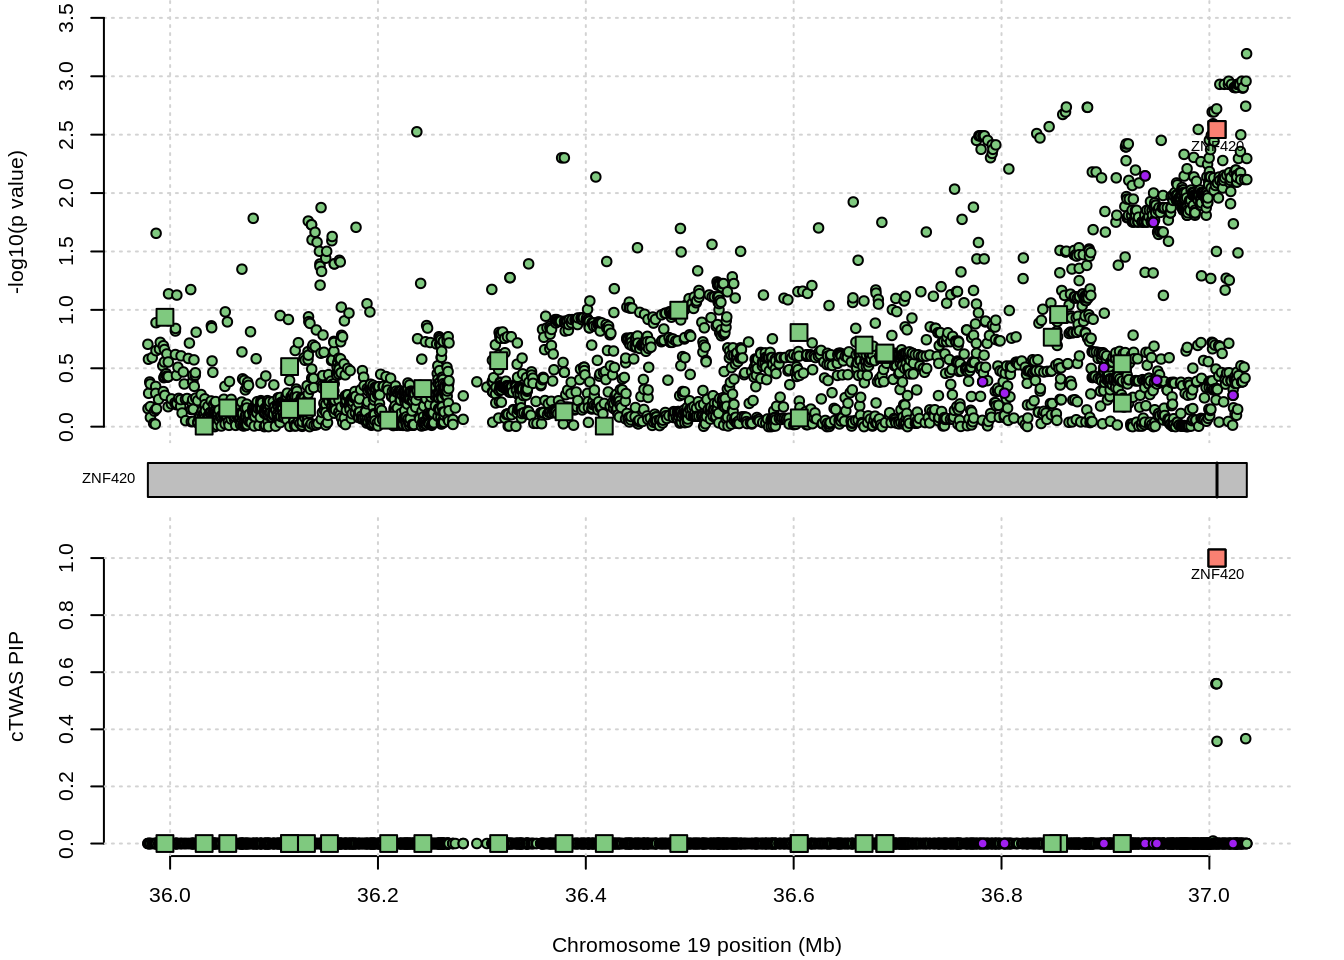 3.5
3.0
2.5
2.0
1.5
1.0
0.5
0.0
-log10(p value)
ZNF420
ZNF420
1.0
0.8
0.6
0.4
0.2
0.0
cTWAS PIP
ZNF420
36.0 36.2 36.4 36.6 36.8 37.0
Chromosome 19 position (Mb)